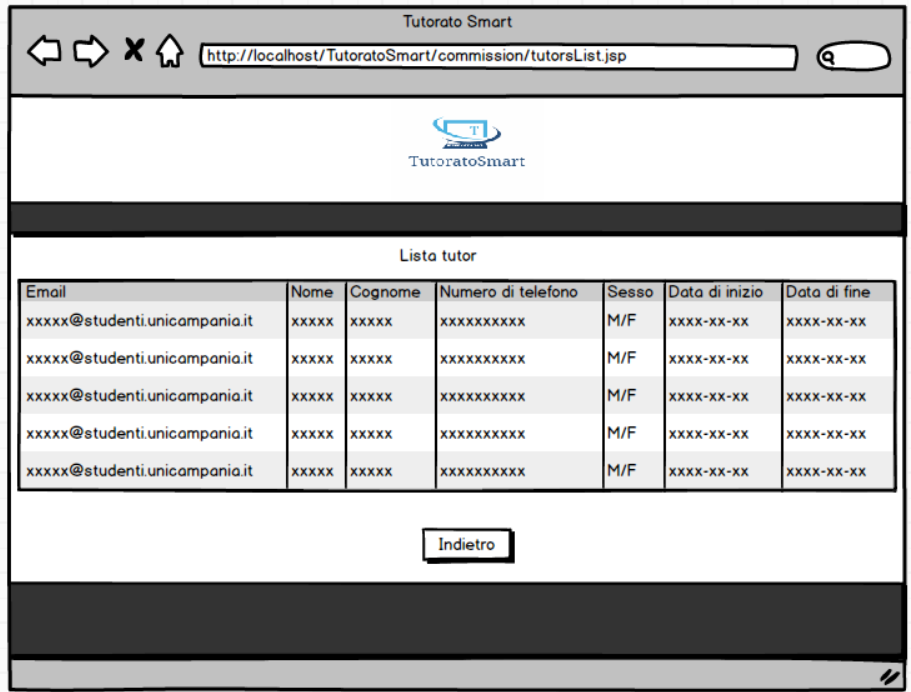 Tutorato Smart
http://localhost/TutoratoSmart/commission/tutorsList.jsp
T
TutoratoSmart
Lista tutor
Email Nome Cognome Numero di telefono Sesso Data di inizio Data di fine
xxxxx@studenti.unicampania.it xxxxx xxxxx xxxxxxxxxx M/F xxxx-xx-xx xxxx-xx-xx
xxxxx@studenti.unicampania.it xxxxx xxxxx xxxxxxxxxx M/F xxxx-xx-xx xxxx-xx-xx
xxxxx@studenti.unicampania.it xxxxx xxxxx xxxxxxxxxx M/F xxxx-xx-xx xxxx-xx-xx
xxxxx@studenti.unicampania.it xxxxx xxxxx xxxxxxxxxx M/F xxxx-xx-xx xxxx-xx-xx
xxxxx@studenti.unicampania.it xxxxx xxxxx xxxxxxxxxx M/F xxxx-xx-xx xxxx-xx-xx
Indietro